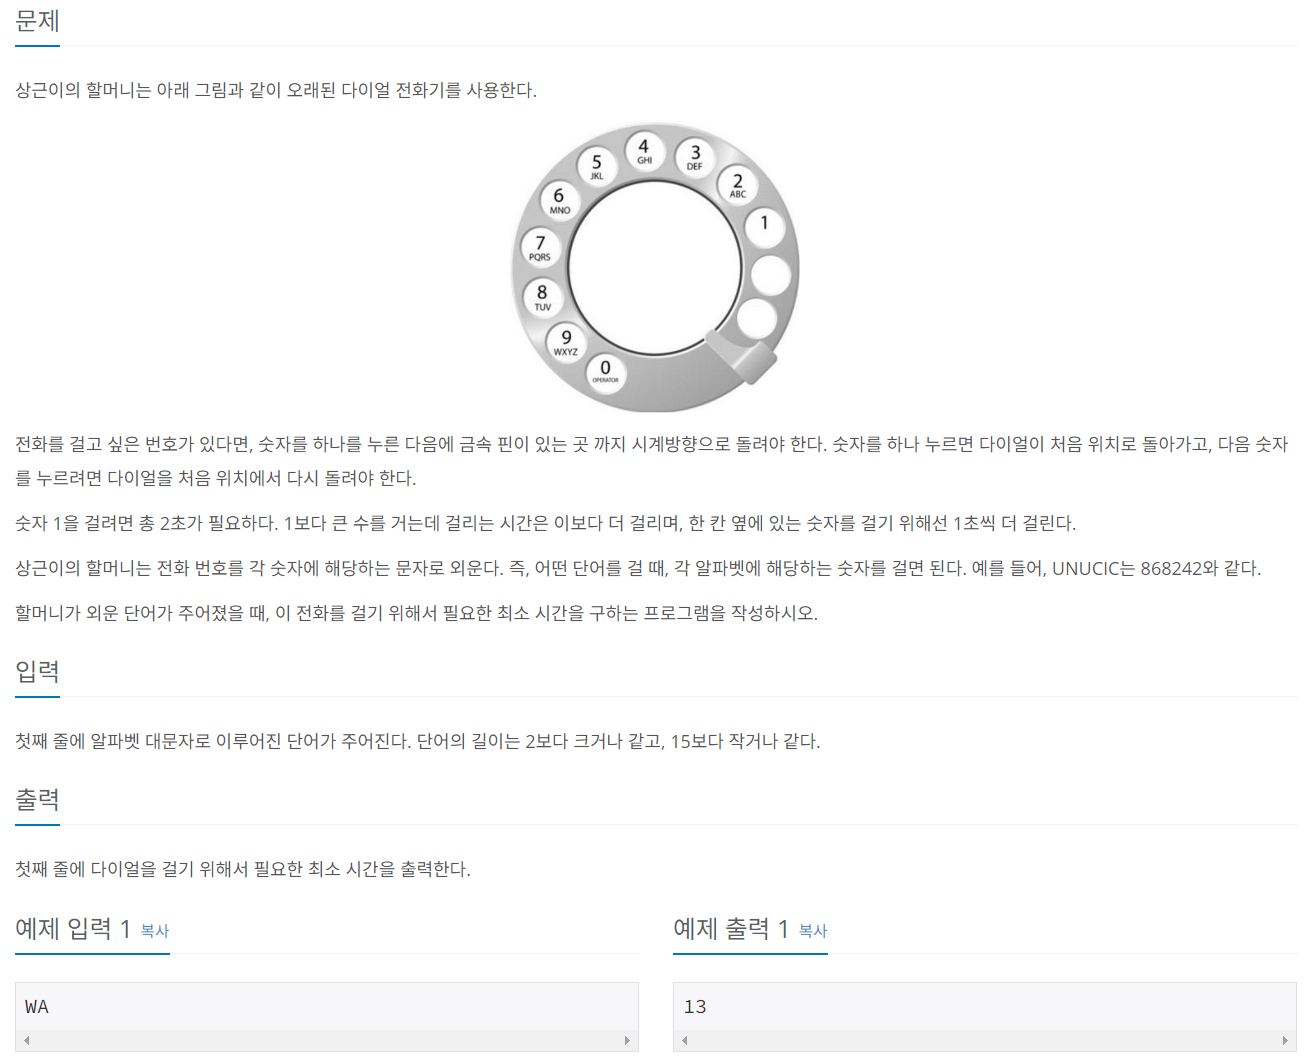 문제
상근이의 할머니는 아래 그림과 같이 오래된 다이얼 전화기를 사용한다.
4
GHI
3
DEF
5
JKL
2
ABC
6
MNO
1
7
PQRS
8
TUV
9
WXYZ
0
OPERATOR
전화를 걸고 싶은 번호가 있다면, 숫자를 하나를 누른 다음에 금속 핀이 있는 곳 까지 시계방향으로 돌려야 한다. 숫자를 하나 누르면 다이얼이 처음 위치로 돌아가고, 다음 숫자
를 누르려면 다이얼을 처음 위치에서 다시 돌려야 한다.
숫자 1을 걸려면 총 2초가 필요하다. 1보다 큰 수를 거는데 걸리는 시간은 이보다 더 걸리며, 한 칸 옆에 있는 숫자를 걸기 위해선 1초씩 더 걸린다.
상근이의 할머니는 전화 번호를 각 숫자에 해당하는 문자로 외운다. 즉, 어떤 단어를 걸 때, 각 알파벳에 해당하는 숫자를 걸면 된다. 예를 들어, UNUCIC는 868242와 같다.
할머니가 외운 단어가 주어졌을 때, 이 전화를 걸기 위해서 필요한 최소 시간을 구하는 프로그램을 작성하시오.
입력
첫째 줄에 알파벳 대문자로 이루어진 단어가 주어진다. 단어의 길이는 2보다 크거나 같고, 15보다 작거나 같다.
출력
첫째 줄에 다이얼을 걸기 위해서 필요한 최소 시간을 출력한다.
예제 입력 1 복사
WA
예제 출력 1 복사
13